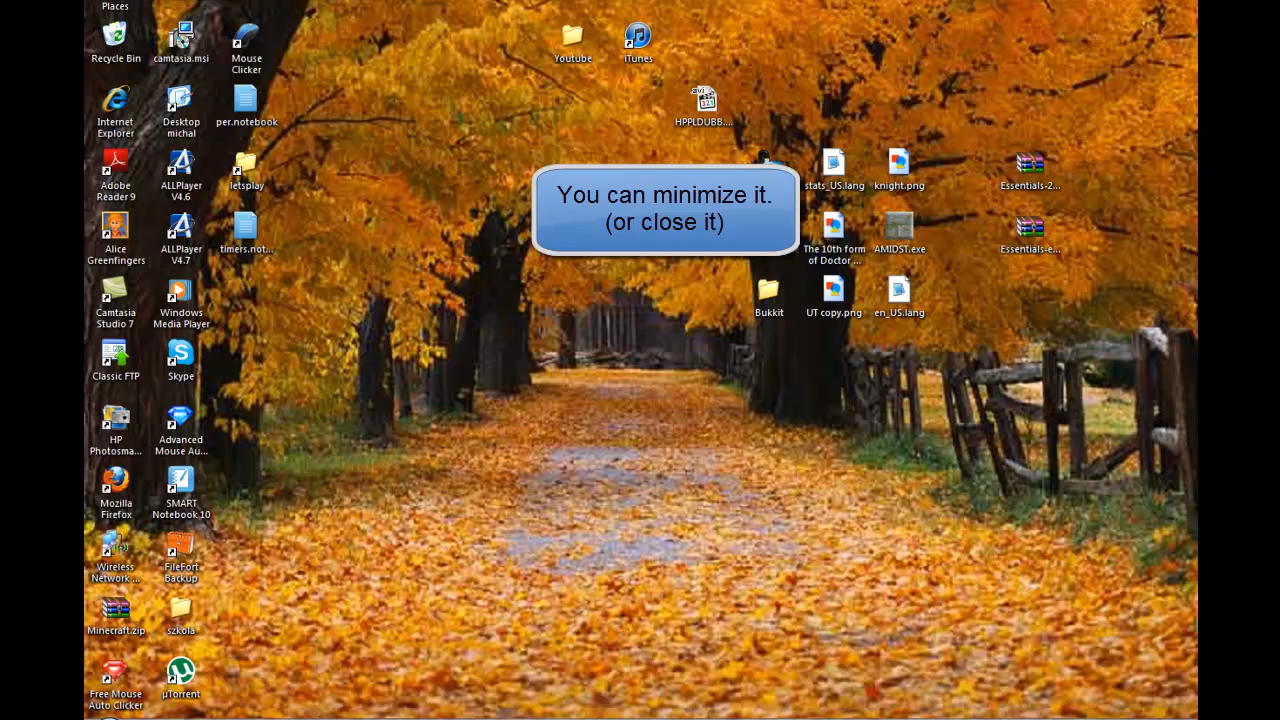 Places
Recycle Bin
camtasia.msi
Mouse
Clicker
Youtube
iTunes
Internet
Explorer
Desktop
michal
per.notebook
avi
321
HPPLDUBB....
Adobe
Reader 9
ALLPlayer
V4.6
letsplay
You can minimize it.
(or close it)
stats_US.lang
knight.png
Essentials-2...
Alice
Greenfingers
ALLPlayer
V4.7
timers.not...
The 10th form
of Doctor ...
AMIDST.exe
Essentials-e...
Camtasia
Studio 7
Windows
Media Player
Bukkit
UT copy.png
en_US.lang
Classic FTP
Skype
HP
Photosma...
Advanced
Mouse Au...
Mozilla
Firefox
SMART
Notebook 10
Wireless
Network ...
FileFort
Backup
Minecraft.zip
szkola
Free Mouse
Auto Clicker
µTorrent